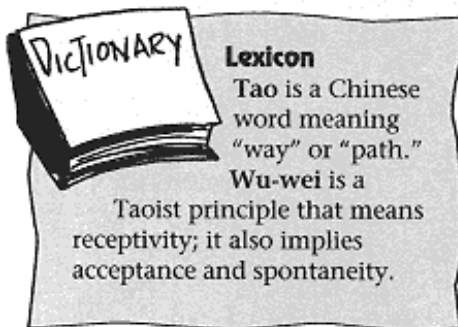 DICTIONARY
Lexicon
Tao is a Chinese
word meaning
"way" or "path."
Wu-wei is a
Taoist principle that means
receptivity; it also implies
acceptance and spontaneity.